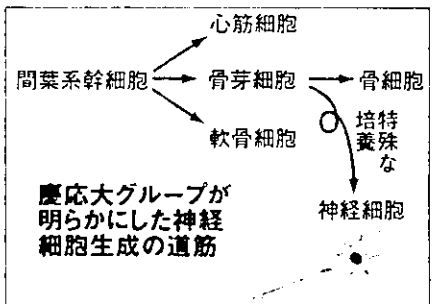 心筋細胞
間葉系幹細胞
骨芽細胞
骨細胞
軟骨細胞
特殊な
培養
神経細胞
慶応大グループが
明らかにした神経
細胞生成の道筋